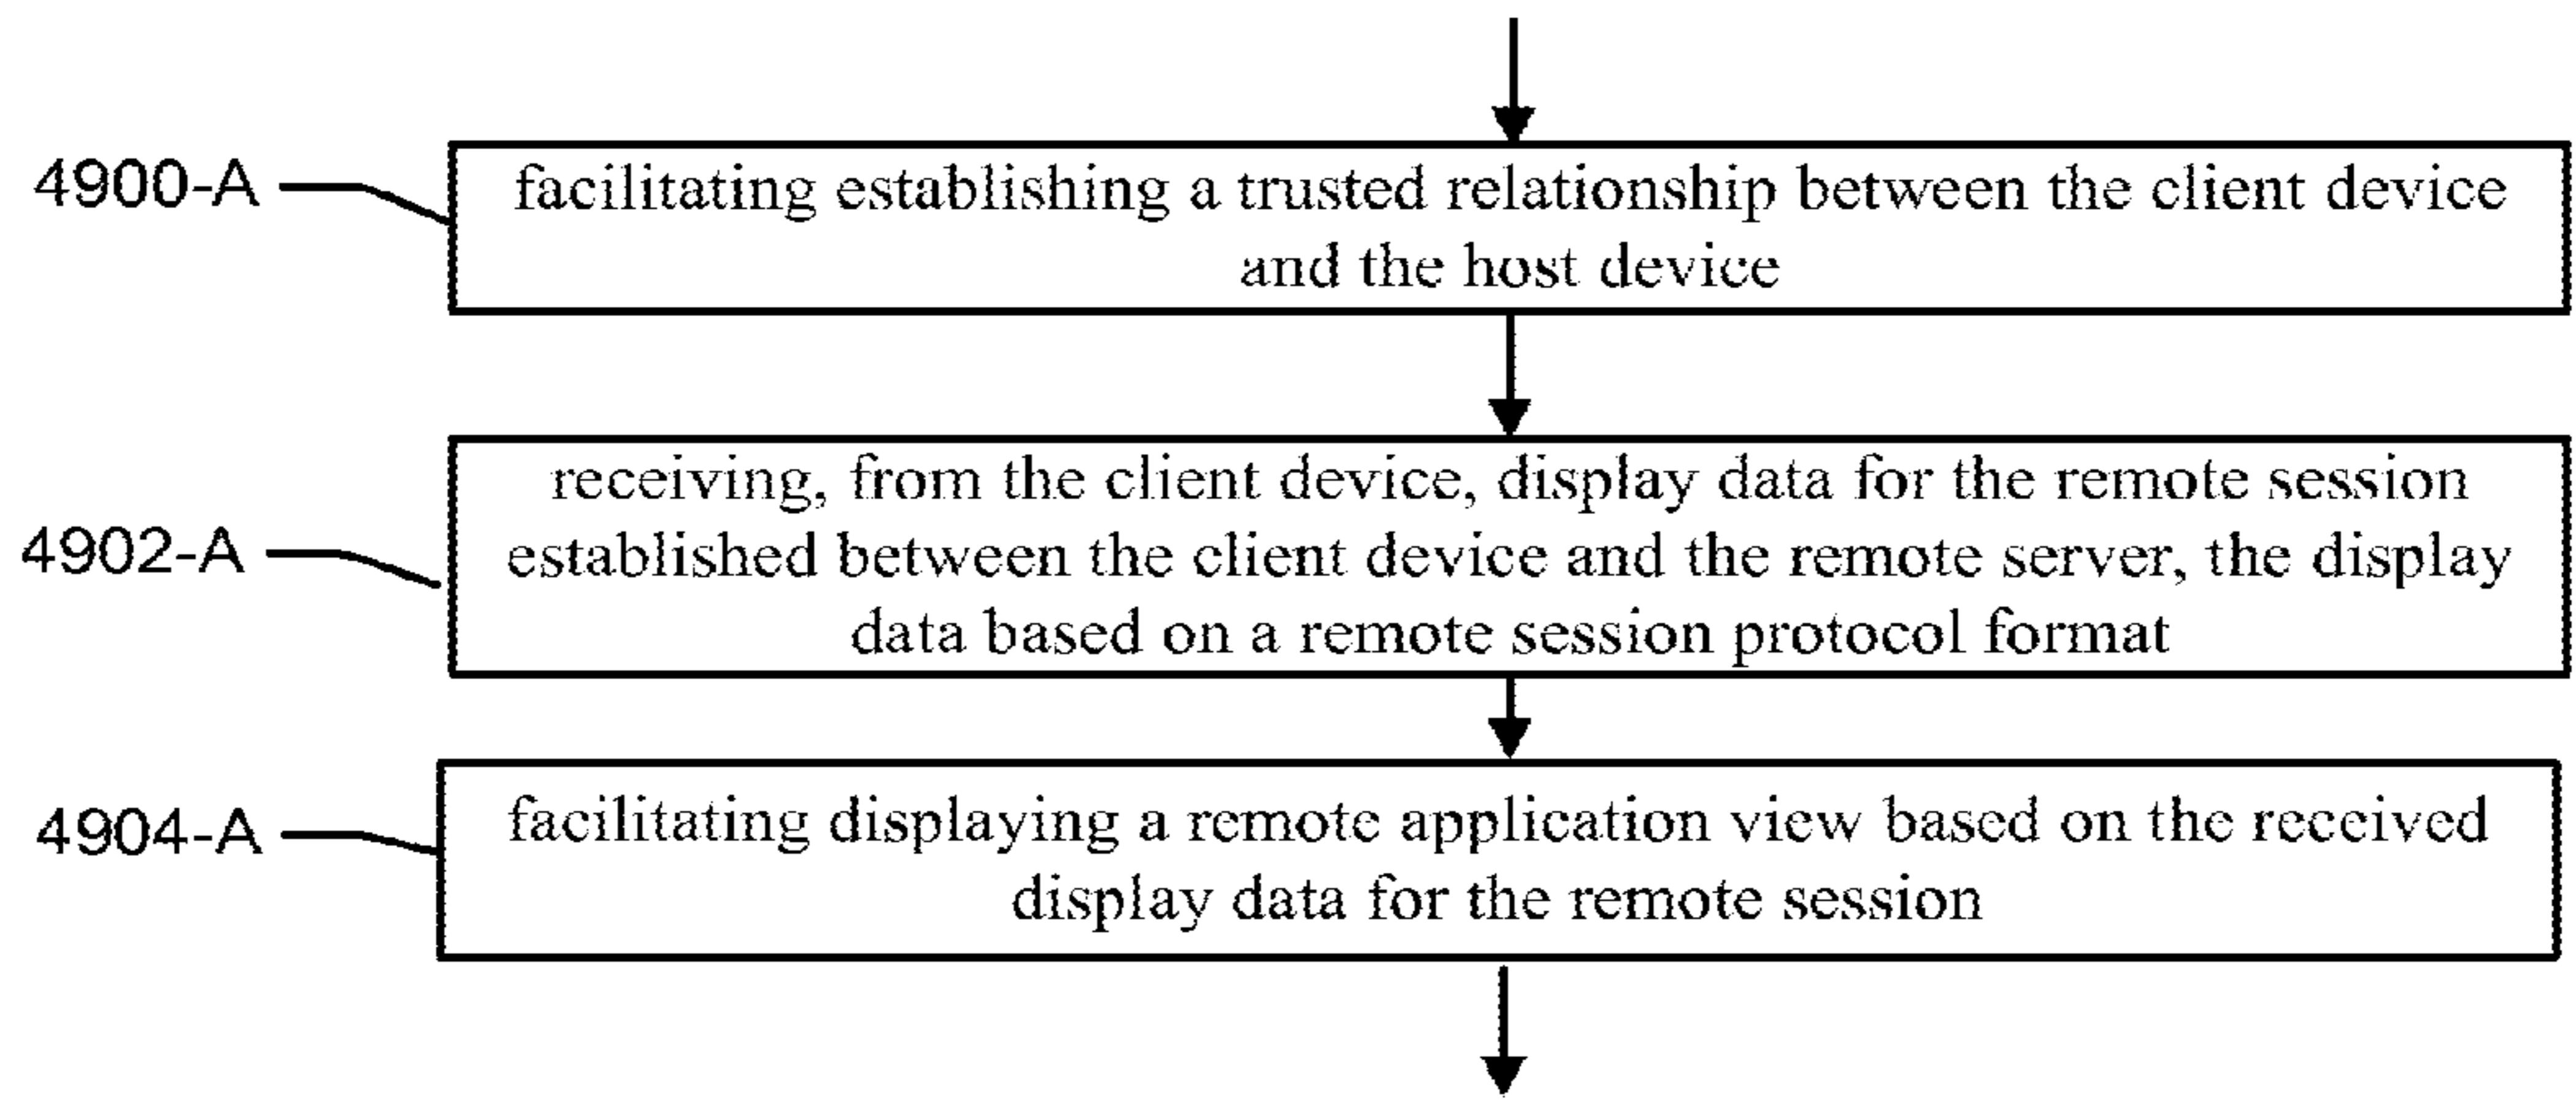 4900-A
facilitating establishing a trusted relationship between the client device
and the host device
4902-A
receiving, from the client device, display data for the remote session
established between the client device and the remote server, the display
data based on a remote session protocol format
4904-A
facilitating displaying a remote application view based on the received
display data for the remote session